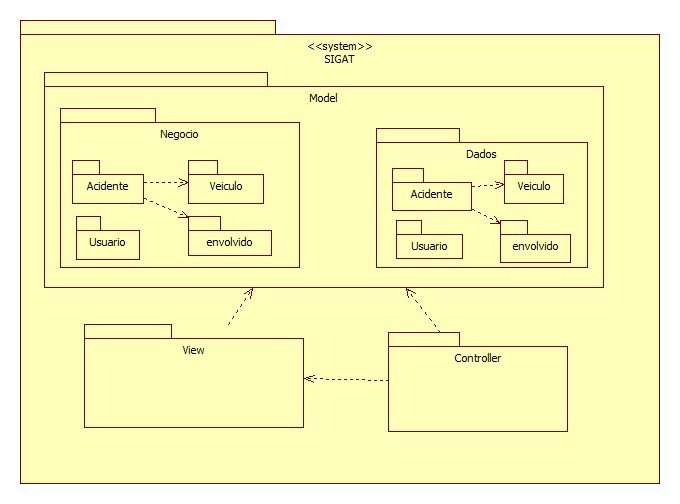 <<system>>
SIGAT
Model
Negocio
Acidente
Veiculo
Usuario
envolvido
Dados
Acidente
Veiculo
Usuario
envolvido
View
Controller